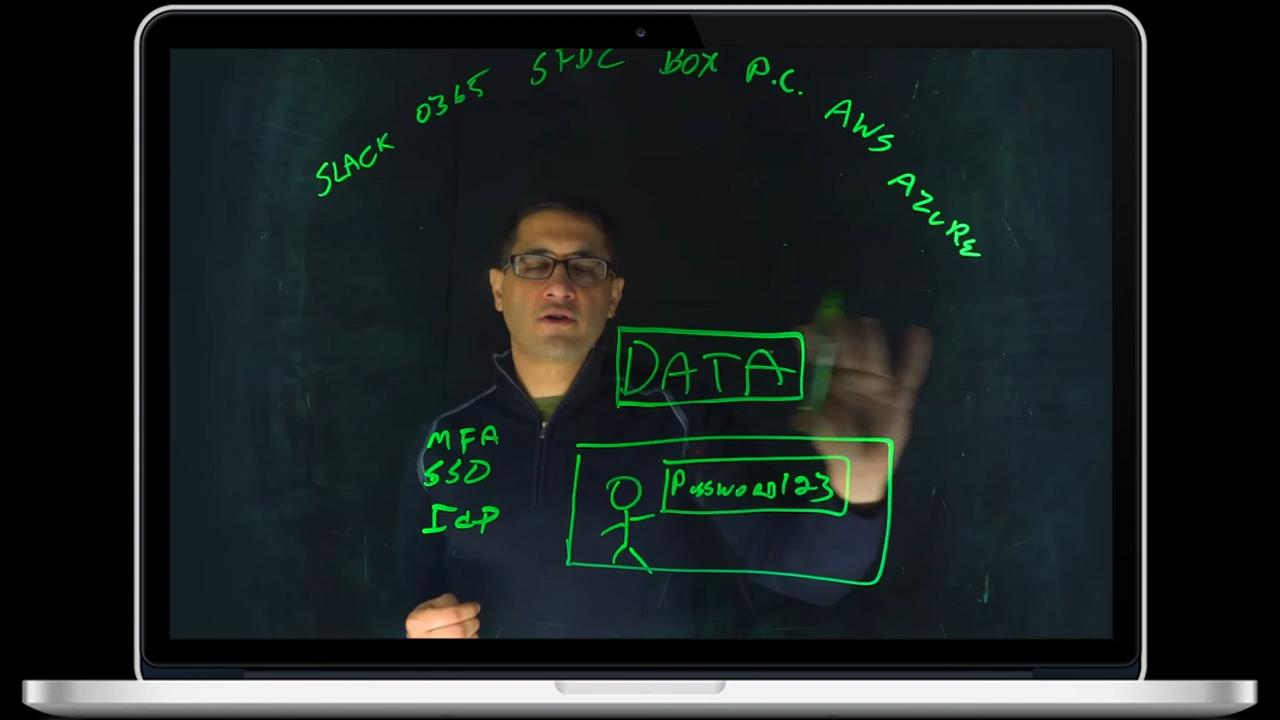 SLACK O365 SFDC BOX P.C. AWS AZURE
DATA
MFA
SSO
IdP
Password123